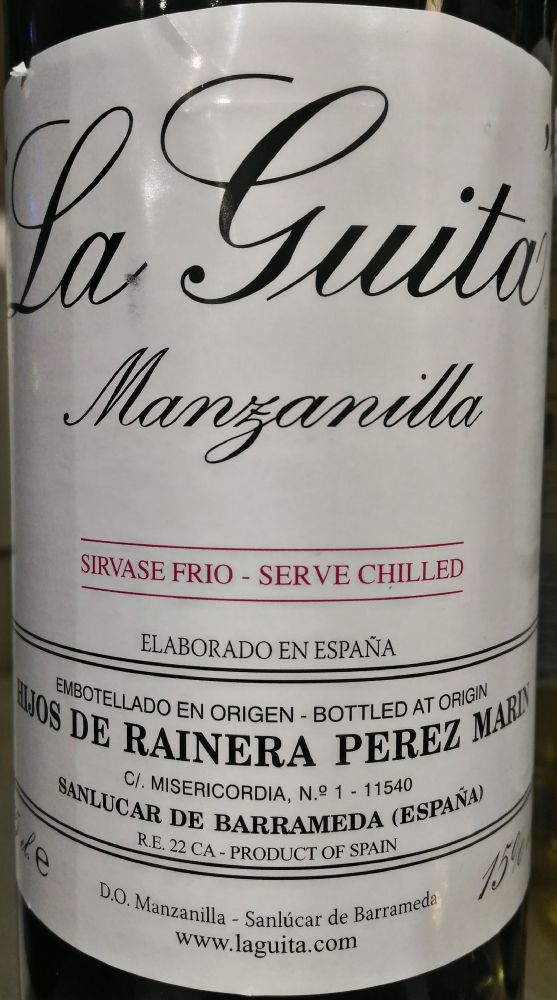 "La Guita"
Manzanilla
SIRVASE FRIO - SERVE CHILLED
ELABORADO EN ESPAÑA
EMBOTELLADO EN ORIGEN - BOTTLED AT ORIGIN
HIJOS DE RAINERA PEREZ MARIN
C/. MISERICORDIA, N.º 1 - 11540
SANLUCAR DE BARRAMEDA (ESPAÑA)
R.E. 22 CA - PRODUCT OF SPAIN
cl. e 15%
D.O. Manzanilla - Sanlúcar de Barrameda
www.laguita.com